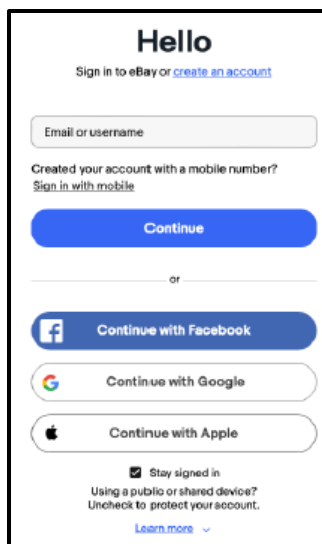 Hello
Sign in to eBay or create an account
Email or username
Created your account with a mobile number?
Sign in with mobile
Continue
or
Continue with Facebook
Continue with Google
Continue with Apple
Stay signed in
Using a public or shared device?
Uncheck to protect your account.
Learn more